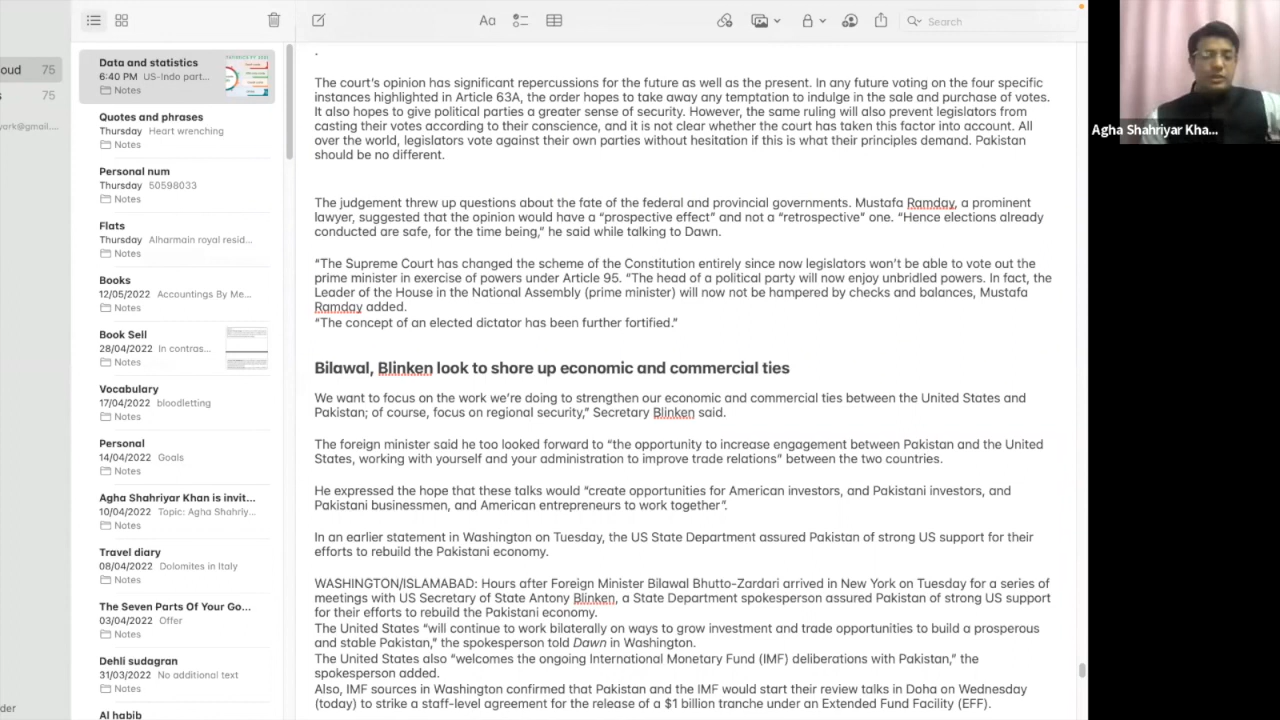 Search
oud 75
s 75
yark@gmail....
der
Data and statistics
6:40 PM US-Indo part...
Notes
Quotes and phrases
Thursday Heart wrenching
Notes
Personal num
Thursday 50598033
Notes
Flats
Thursday Alharmain royal resid...
Notes
Books
12/05/2022 Accountings By Me...
Notes
Book Sell
28/04/2022 In contras...
Notes
Vocabulary
17/04/2022 bloodletting
Notes
Personal
14/04/2022 Goals
Notes
Agha Shahriyar Khan is invit...
10/04/2022 Topic: Agha Shahriy...
Notes
Travel diary
08/04/2022 Dolomites in Italy
Notes
The Seven Parts Of Your Go...
03/04/2022 Offer
Notes
Dehli sudagran
31/03/2022 No additional text
Notes
Al habib
Aa
.
The court's opinion has significant repercussions for the future as well as the present. In any future voting on the four specific
instances highlighted in Article 63A, the order hopes to take away any temptation to indulge in the sale and purchase of votes.
It also hopes to give political parties a greater sense of security. However, the same ruling will also prevent legislators from
casting their votes according to their conscience, and it is not clear whether the court has taken this factor into account. All
over the world, legislators vote against their own parties without hesitation if this is what their principles demand. Pakistan
should be no different.
The judgement threw up questions about the fate of the federal and provincial governments. Mustafa Ramday, a prominent
lawyer, suggested that the opinion would have a “prospective effect” and not a “retrospective” one. “Hence elections already
conducted are safe, for the time being,” he said while talking to Dawn.
“The Supreme Court has changed the scheme of the Constitution entirely since now legislators won't be able to vote out the
prime minister in exercise of powers under Article 95. “The head of a political party will now enjoy unbridled powers. In fact, the
Leader of the House in the National Assembly (prime minister) will now not be hampered by checks and balances, Mustafa
Ramday added.
“The concept of an elected dictator has been further fortified.”
Bilawal, Blinken look to shore up economic and commercial ties
We want to focus on the work we're doing to strengthen our economic and commercial ties between the United States and
Pakistan; of course, focus on regional security,” Secretary Blinken said.
The foreign minister said he too looked forward to “the opportunity to increase engagement between Pakistan and the United
States, working with yourself and your administration to improve trade relations” between the two countries.
He expressed the hope that these talks would “create opportunities for American investors, and Pakistani investors, and
Pakistani businessmen, and American entrepreneurs to work together”.
In an earlier statement in Washington on Tuesday, the US State Department assured Pakistan of strong US support for their
efforts to rebuild the Pakistani economy.
WASHINGTON/ISLAMABAD: Hours after Foreign Minister Bilawal Bhutto-Zardari arrived in New York on Tuesday for a series of
meetings with US Secretary of State Antony Blinken, a State Department spokesperson assured Pakistan of strong US support
for their efforts to rebuild the Pakistani economy.
The United States “will continue to work bilaterally on ways to grow investment and trade opportunities to build a prosperous
and stable Pakistan,” the spokesperson told Dawn in Washington.
The United States also “welcomes the ongoing International Monetary Fund (IMF) deliberations with Pakistan,” the
spokesperson added.
Also, IMF sources in Washington confirmed that Pakistan and the IMF would start their review talks in Doha on Wednesday
(today) to strike a staff-level agreement for the release of a $1 billion tranche under an Extended Fund Facility (EFF).
Agha Shahriyar Kha...